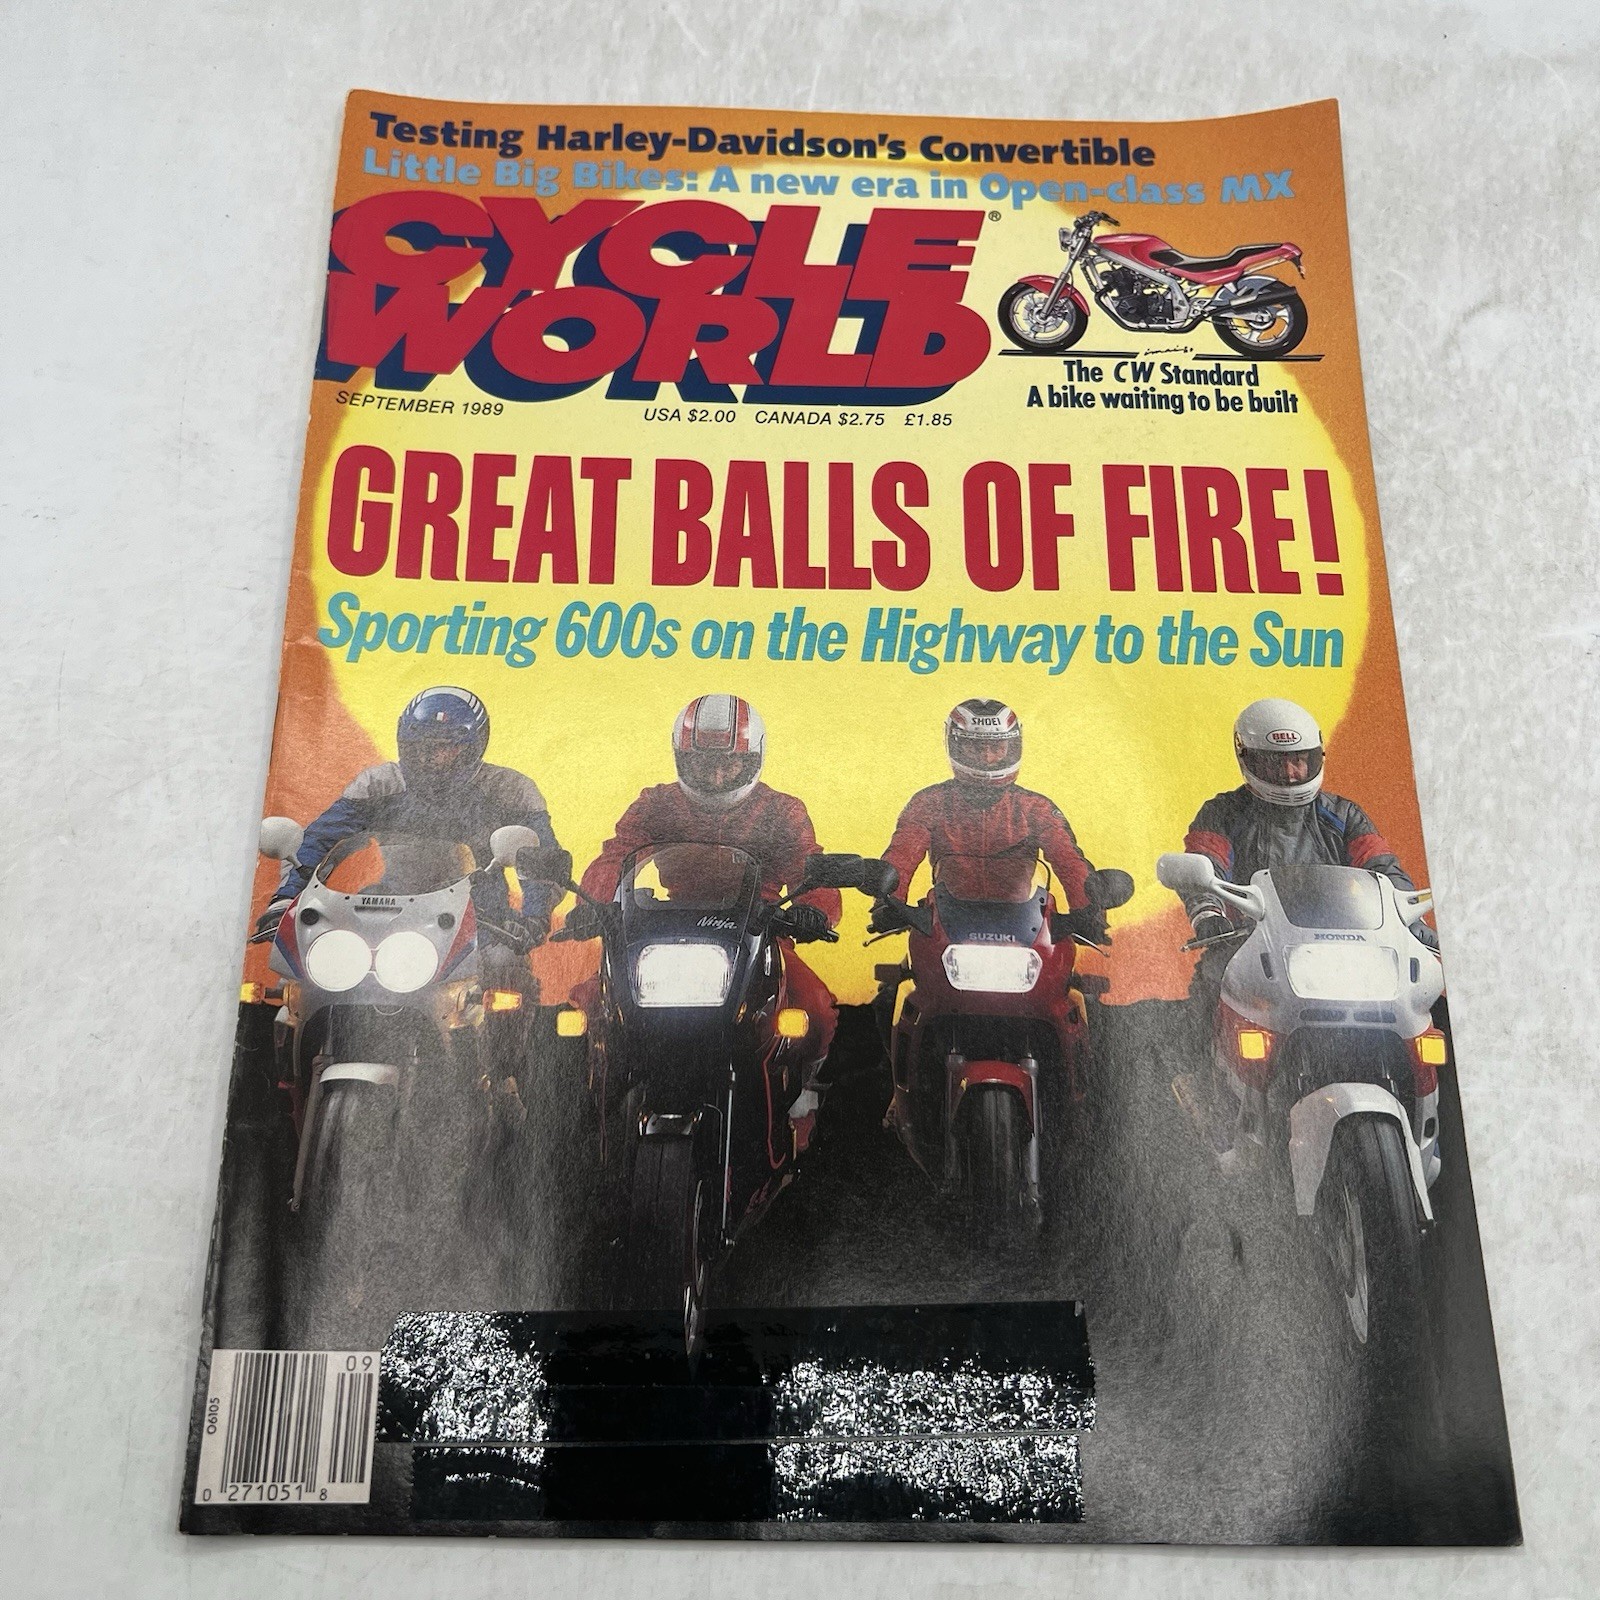 Testing Harley-Davidson's Convertible
Little Big Bikes: A new era in Open-class MX
CYCLE
WORLD®
The CW Standard
A bike waiting to be built
SEPTEMBER 1989
USA $2.00 CANADA $2.75 £1.85
GREAT BALLS OF FIRE!
Sporting 600s on the Highway to the Sun
SHOEI
BELL
YAMAHA
Ninja
SUZUKI
HONDA
09
06105
0 271051 8